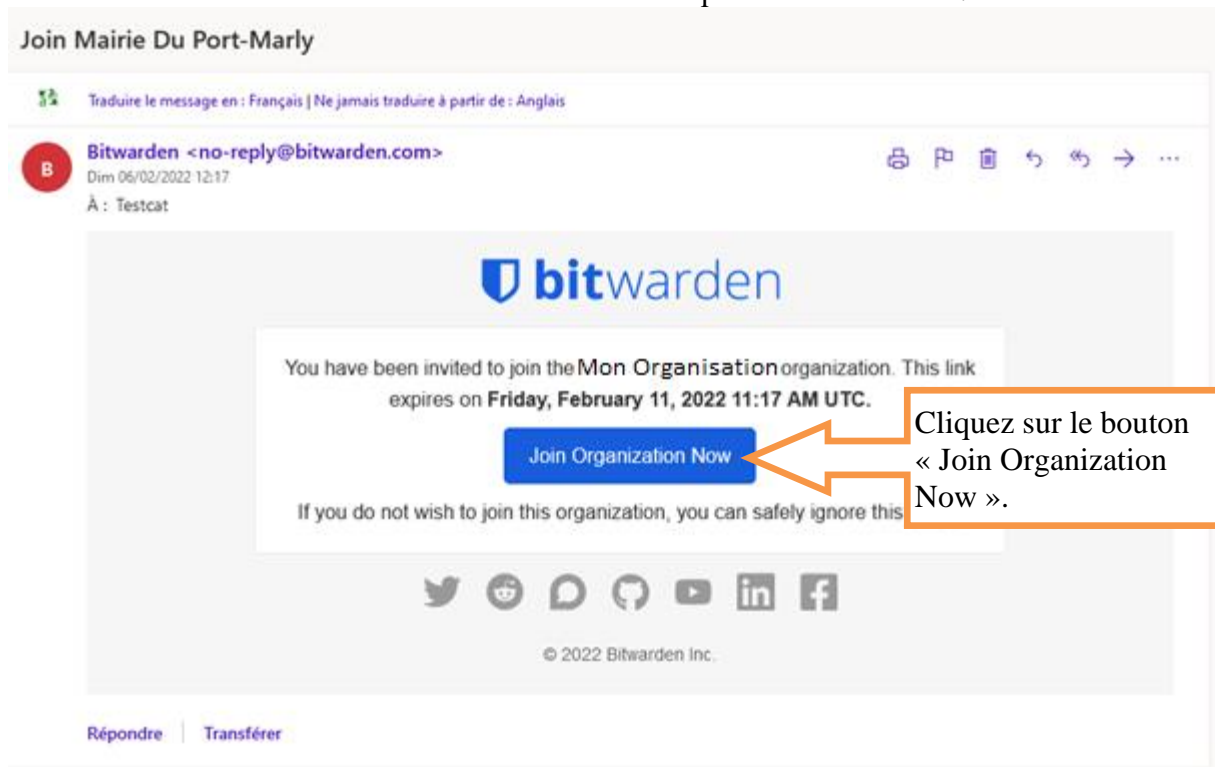 Join Mairie Du Port-Marly
Traduire le message en : Français | Ne jamais traduire à partir de : Anglais
B
Bitwarden <no-reply@bitwarden.com>
Dim 06/02/2022 12:17
À : Testcat
bitwarden
You have been invited to join the Mon Organisation organization. This link
expires on Friday, February 11, 2022 11:17 AM UTC.
Join Organization Now
Cliquez sur le bouton
« Join Organization
Now ».
If you do not wish to join this organization, you can safely ignore this
© 2022 Bitwarden Inc.
Répondre | Transférer